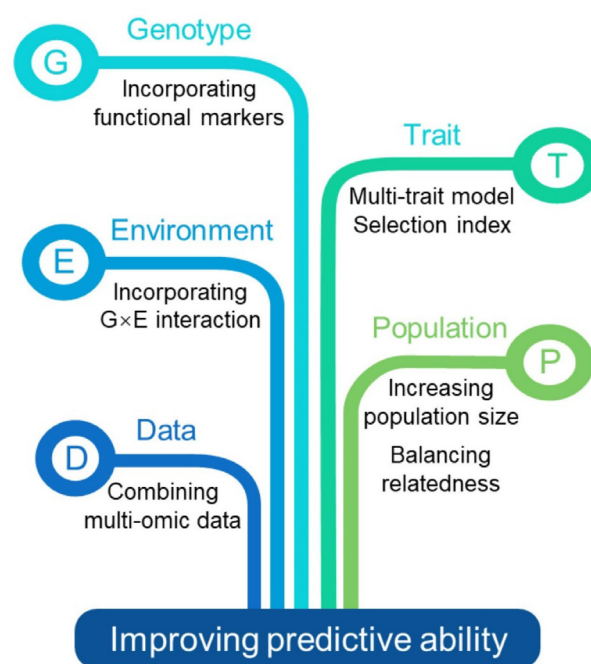 G
Genotype
Incorporating
functional markers
Trait
T
Multi-trait model
Selection index
Environment
E
Incorporating
G×E interaction
Population
P
Increasing
population size
Balancing
relatedness
Data
D
Combining
multi-omic data
Improving predictive ability